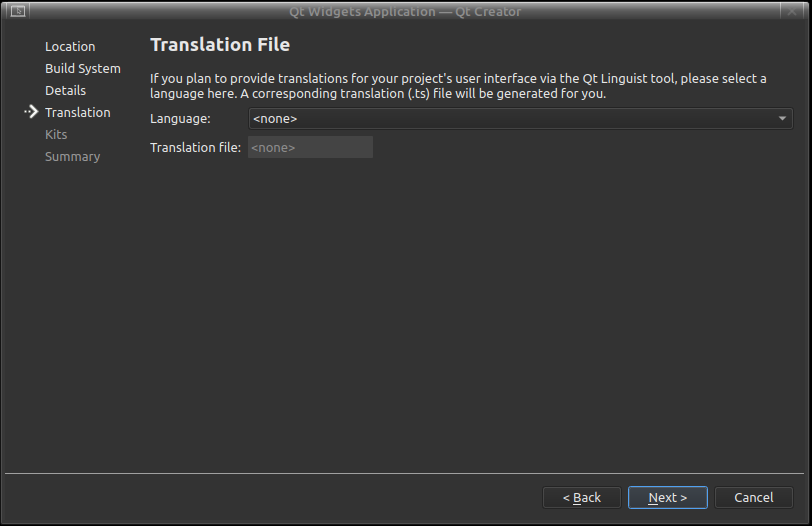 Qt Widgets Application — Qt Creator
Location
Build System
Details
Translation
Kits
Summary
Translation File
If you plan to provide translations for your project's user interface via the Qt Linguist tool, please select a
language here. A corresponding translation (.ts) file will be generated for you.
Language: <none>
Translation file: <none>
< Back Next > Cancel